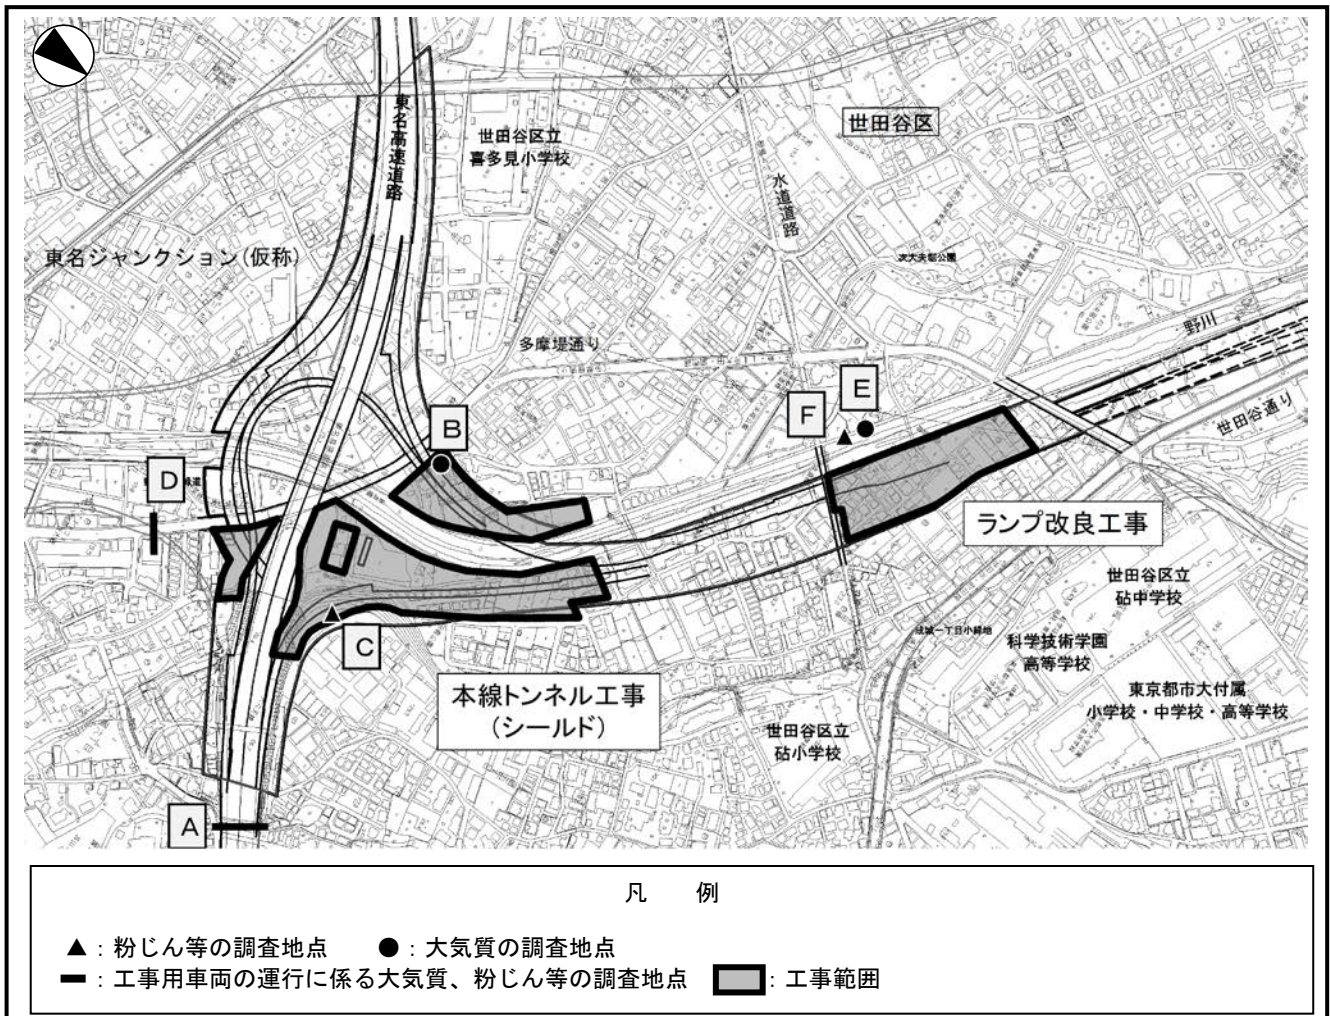 東名高速道路
世田谷区立
喜多見小学校
世田谷区
水道道路
東名ジャンクション(仮称)
次大夫堀公園
野川
多摩堤通り
世田谷通り
E
F
B
D
ランプ改良工事
世田谷区立
砧中学校
成城一丁目小緑地
科学技術学園
高等学校
C
本線トンネル工事
(シールド)
東京都市大付属
小学校・中学校・高等学校
世田谷区立
砧小学校
A
凡 例
▲：粉じん等の調査地点 ●：大気質の調査地点
━：工事用車両の運行に係る大気質、粉じん等の調査地点 ：工事範囲